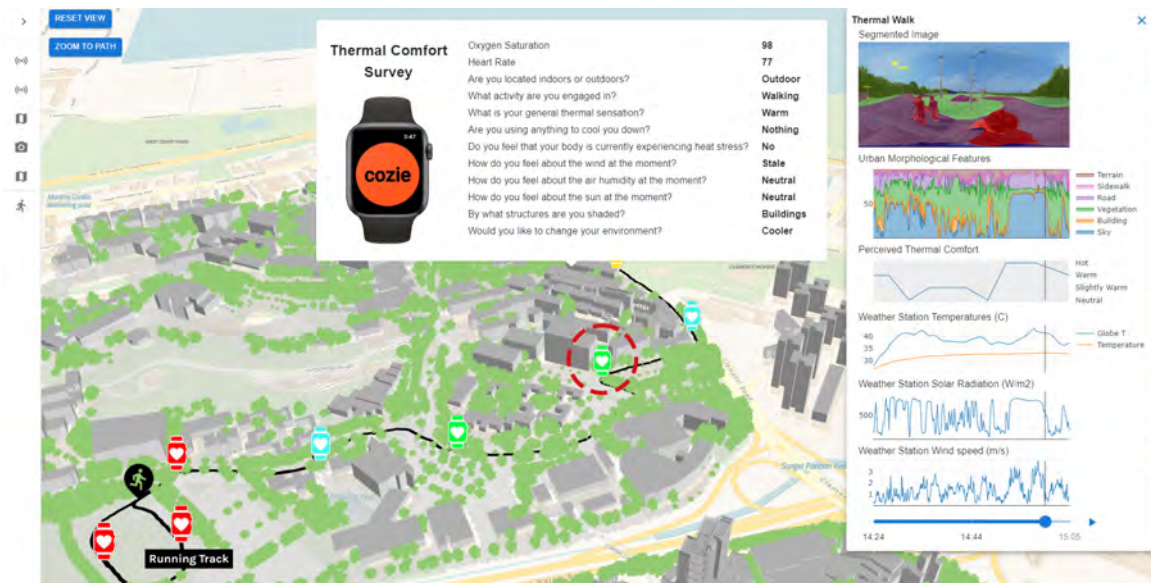 RESET VIEW
ZOOM TO PATH
Thermal Comfort
Survey
3:47
cozie
Oxygen Saturation 98
Heart Rate 77
Are you located indoors or outdoors? Outdoor
What activity are you engaged in? Walking
What is your general thermal sensation? Warm
Are you using anything to cool you down? Nothing
Do you feel that your body is currently experiencing heat stress? No
How do you feel about the wind at the moment? Stale
How do you feel about the air humidity at the moment? Neutral
How do you feel about the sun at the moment? Neutral
By what structures are you shaded? Buildings
Would you like to change your environment? Cooler
Running Track
Thermal Walk
Segmented Image
Urban Morphological Features
50
Terrain
Sidewalk
Road
Vegetation
Building
Sky
Perceived Thermal Comfort
Hot
Warm
Slightly Warm
Neutral
Weather Station Temperatures (C)
40
35
30
Globe T
Temperature
Weather Station Solar Radiation (W/m2)
500
Weather Station Wind speed (m/s)
3
2
1
14:24 14:44 15:05